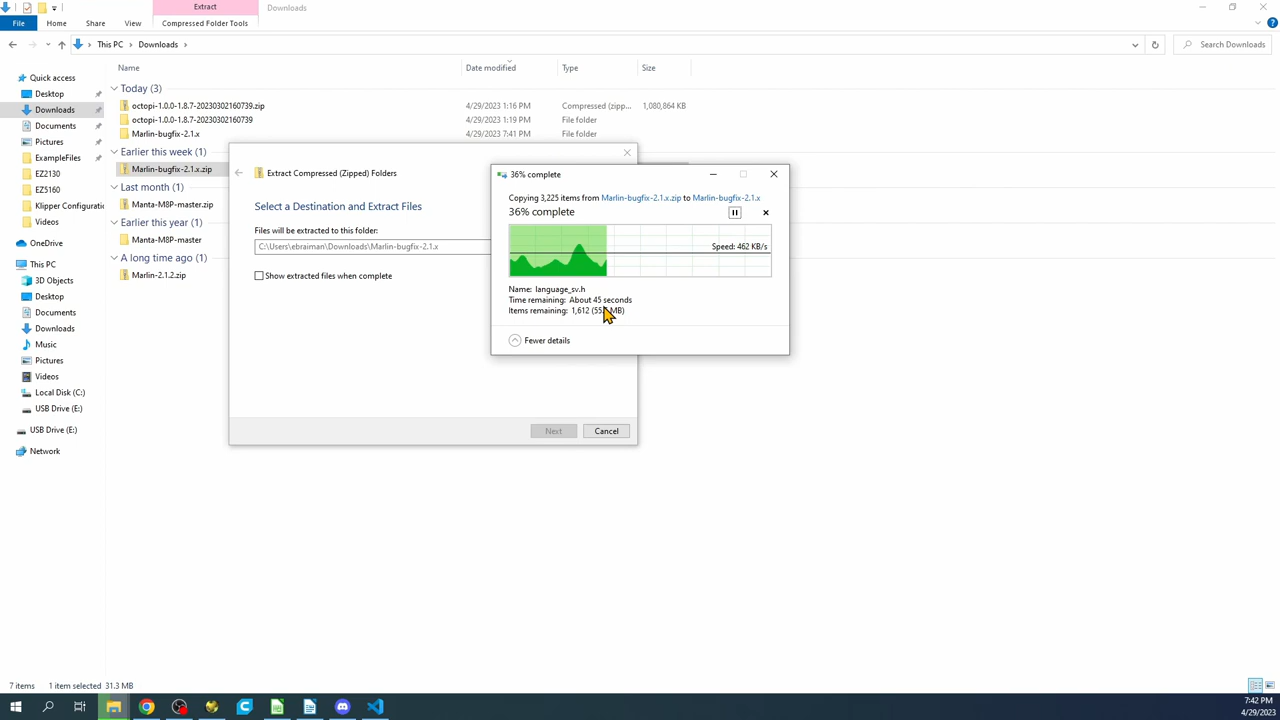 Extract
Downloads
File
Home
Share
View
Compressed Folder Tools
This PC
Downloads
Search Downloads
Name
Date modified
Type
Size
Quick access
Desktop
Downloads
Documents
Pictures
ExampleFiles
EZ2130
EZ5160
Klipper Configuratio
Videos
OneDrive
This PC
3D Objects
Desktop
Documents
Downloads
Music
Pictures
Videos
Local Disk (C:)
USB Drive (E:)
USB Drive (E:)
Network
Today (3)
octopi-1.0.0-1.8.7-20230302160739.zip 4/29/2023 1:16 PM Compressed (zipp... 1,080,864 KB
octopi-1.0.0-1.8.7-20230302160739 4/29/2023 1:19 PM File folder
Marlin-bugfix-2.1.x 4/29/2023 7:41 PM File folder
Earlier this week (1)
Marlin-bugfix-2.1.x.zip
Last month (1)
Manta-M8P-master.zip
Earlier this year (1)
Manta-M8P-master
A long time ago (1)
Marlin-2.1.2.zip
Extract Compressed (Zipped) Folders
Select a Destination and Extract Files
Files will be extracted to this folder:
C:\Users\ebraiman\Downloads\Marlin-bugfix-2.1.x
Show extracted files when complete
Next
Cancel
36% complete
Copying 3,225 items from Marlin-bugfix-2.1.x.zip to Marlin-bugfix-2.1.x
36% complete
Speed: 462 KB/s
Name: language_sv.h
Time remaining: About 45 seconds
Items remaining: 1,612 MB)
Fewer details
7 items
1 item selected 31.3 MB
7:42 PM
4/29/2023